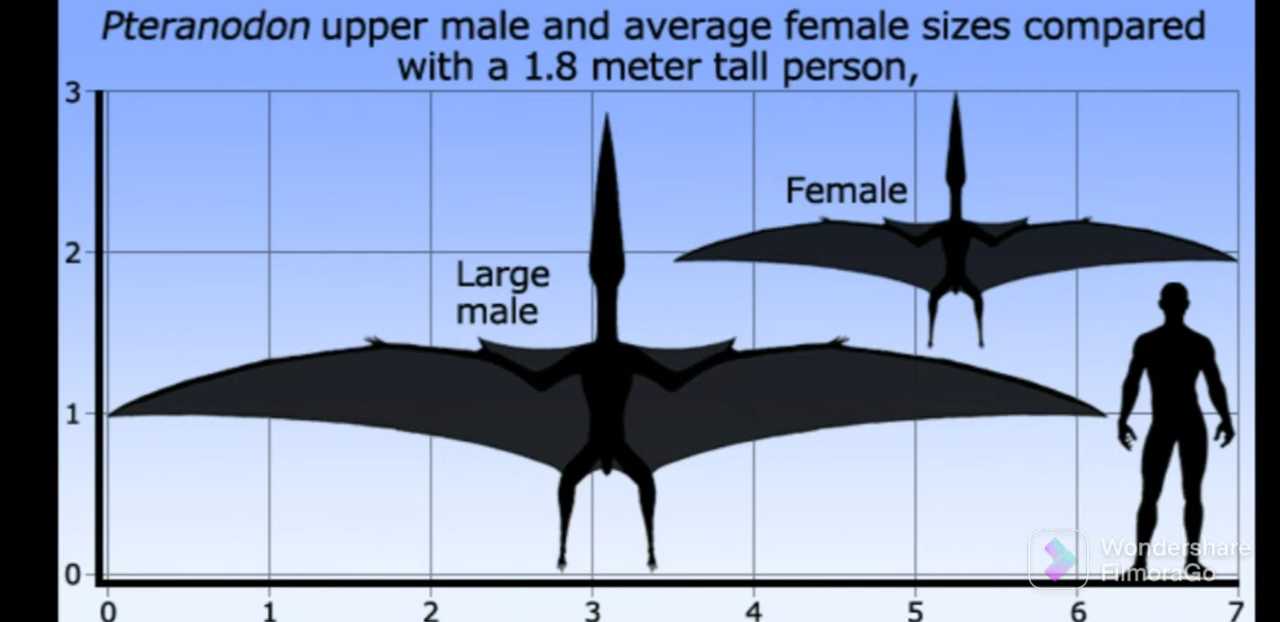 Pteranodon upper male and average female sizes compared
with a 1.8 meter tall person,
3
Female
2
Large
male
1
Wondershare
FilmoraGo
0
0 1 2 3 4 5 6 7